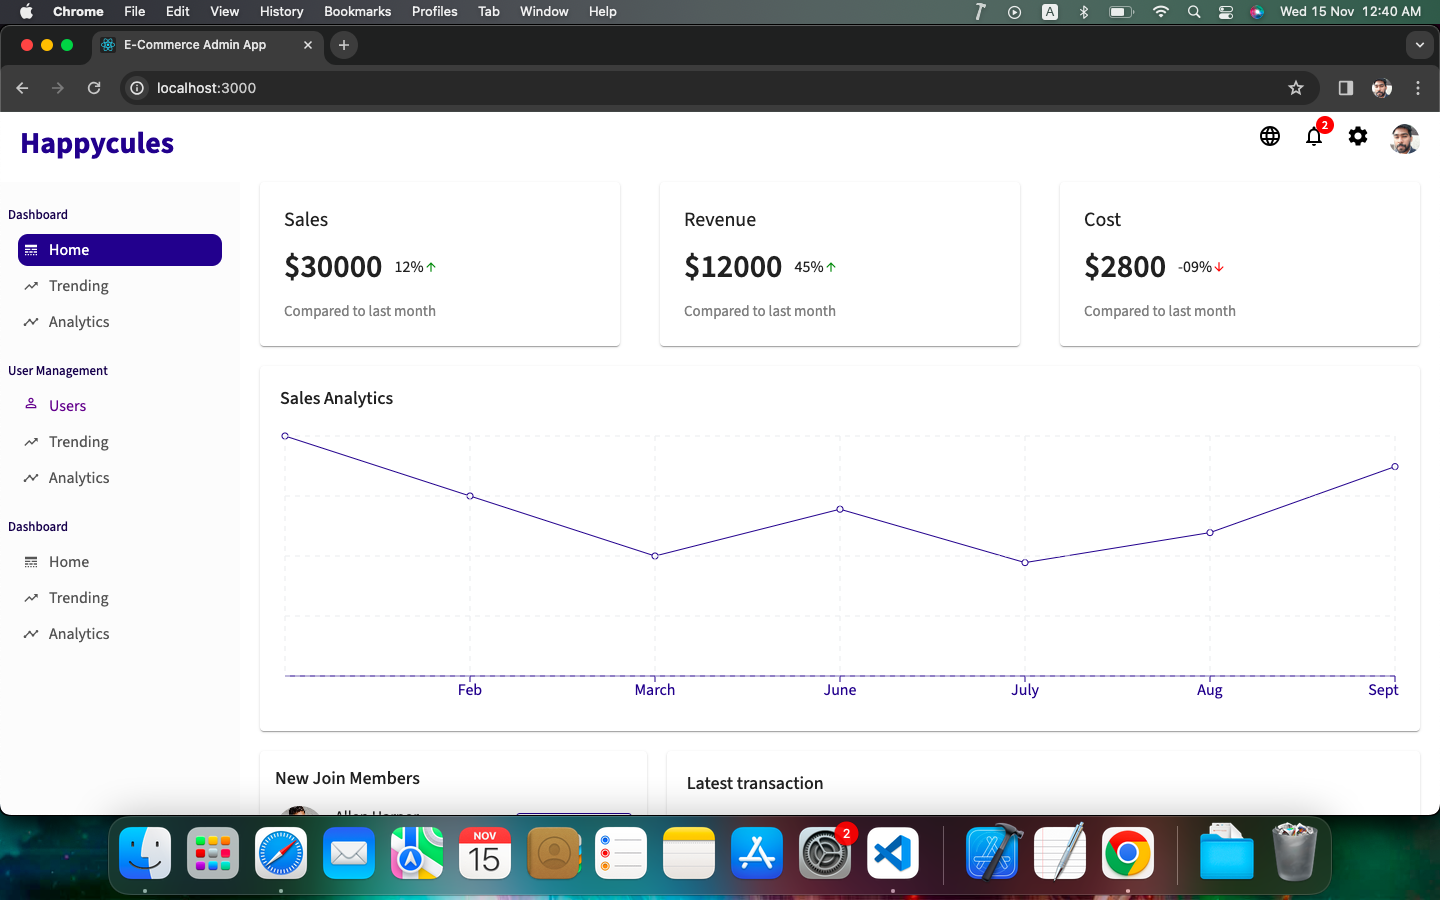 Chrome File Edit View History Bookmarks Profiles Tab Window Help A Wed 15 Nov 12:40 AM
E-Commerce Admin App
localhost:3000
Happycules
2
Dashboard
Home
Trending
Analytics
User Management
Users
Trending
Analytics
Dashboard
Home
Trending
Analytics
Sales
$30000 12%
Compared to last month
Revenue
$12000 45%
Compared to last month
Cost
$2800 -09%
Compared to last month
Sales Analytics
Feb March June July Aug Sept
New Join Members
Latest transaction
NOV
15
2